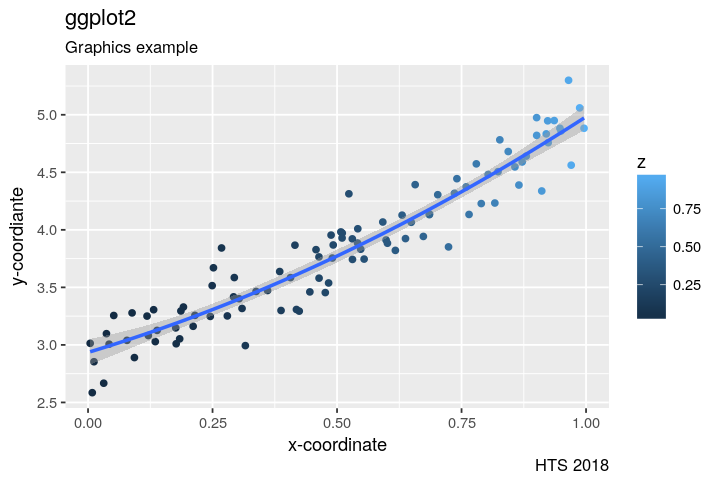 ggplot2
Graphics example
y-coordiante
5.0
4.5
4.0
3.5
3.0
2.5
0.00 0.25 0.50 0.75 1.00
x-coordinate
z
0.75
0.50
0.25
HTS 2018